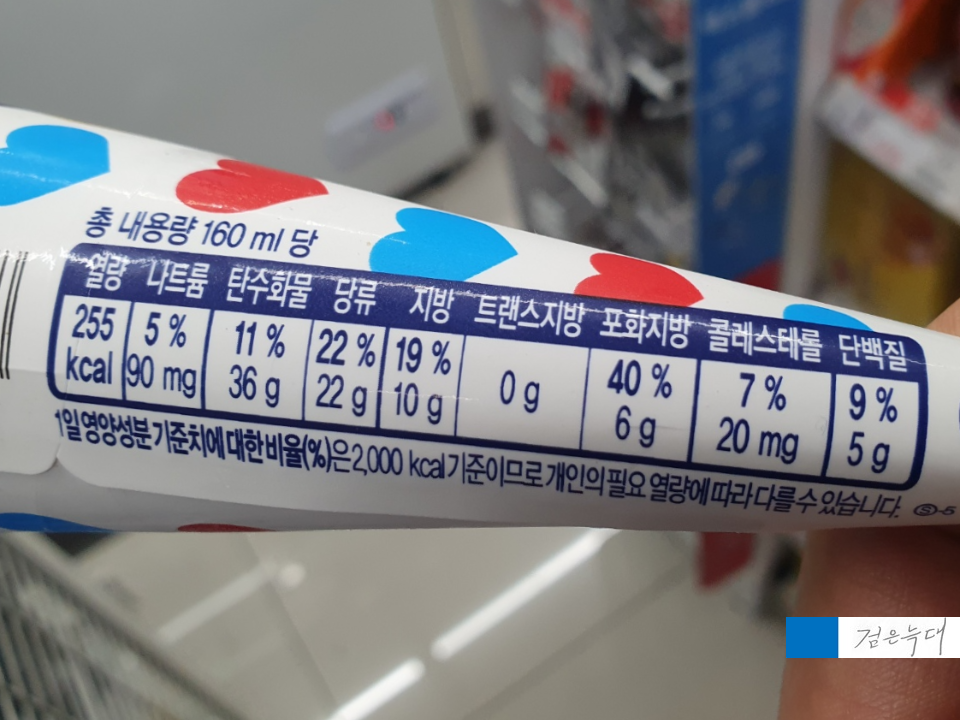 총 내용량 160 ml 당
열량 나트륨 탄수화물 당류 지방 트랜스지방 포화지방 콜레스테롤 단백질
255 kcal 5 % 90 mg 11 % 36 g 22 % 22 g 19 % 10 g 0 g 40 % 6 g 7 % 20 mg 9 % 5 g
1일 영양성분 기준치에 대한 비율(%)은 2,000 kcal 기준이므로 개인의 필요 열량에 따라 다를 수 있습니다. Ⓢ-5
검은늑대